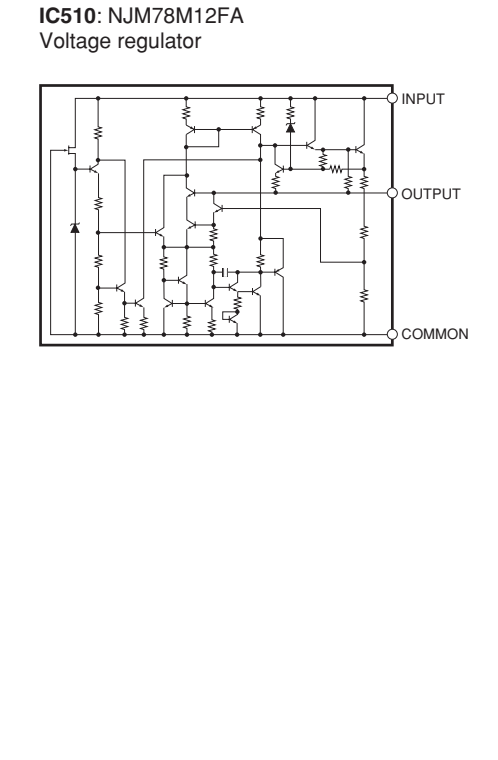 IC510: NJM78M12FA
Voltage regulator
INPUT
OUTPUT
COMMON